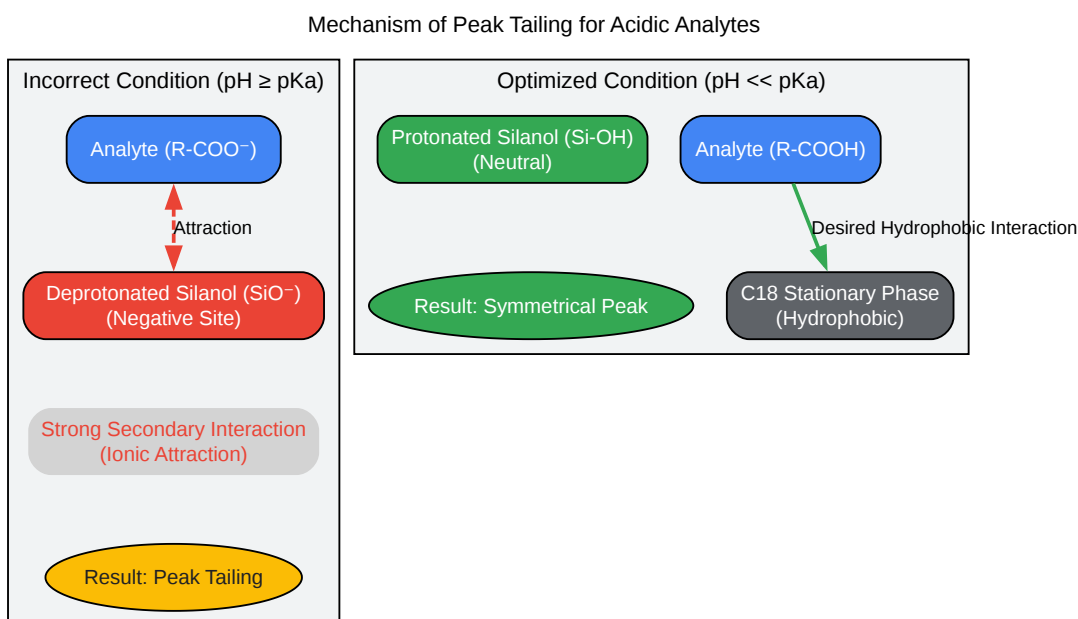 Mechanism of Peak Tailing for Acidic Analytes
Incorrect Condition (pH ≥ pKa)
Analyte (R-COO⁻)
Attraction
Deprotonated Silanol (SiO⁻)
(Negative Site)
Strong Secondary Interaction
(Ionic Attraction)
Result: Peak Tailing
Optimized Condition (pH << pKa)
Protonated Silanol (Si-OH)
(Neutral)
Analyte (R-COOH)
Desired Hydrophobic Interaction
Result: Symmetrical Peak
C18 Stationary Phase
(Hydrophobic)